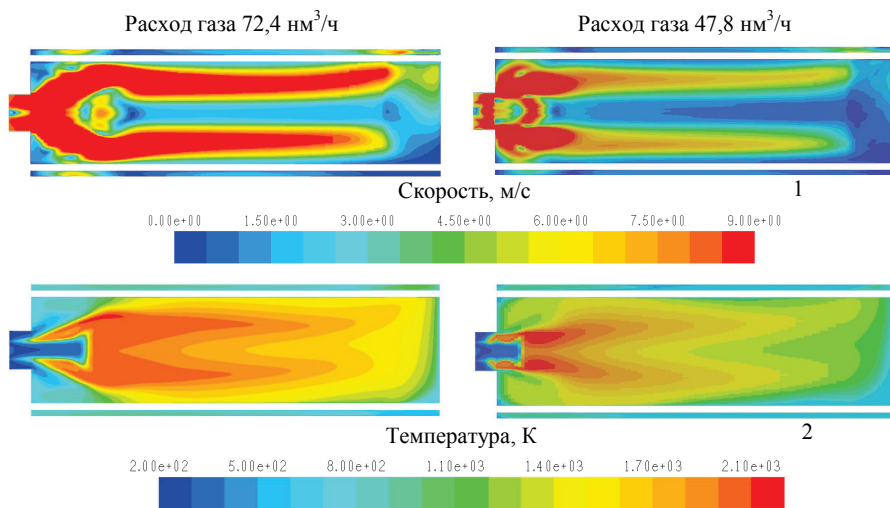 Расход газа 72,4 нм³/ч Расход газа 47,8 нм³/ч
Скорость, м/с 1
0.00e+00 1.50e+00 3.00e+00 4.50e+00 6.00e+00 7.50e+00 9.00e+00
Температура, К 2
2.00e+02 5.00e+02 8.00e+02 1.10e+03 1.40e+03 1.70e+03 2.10e+03